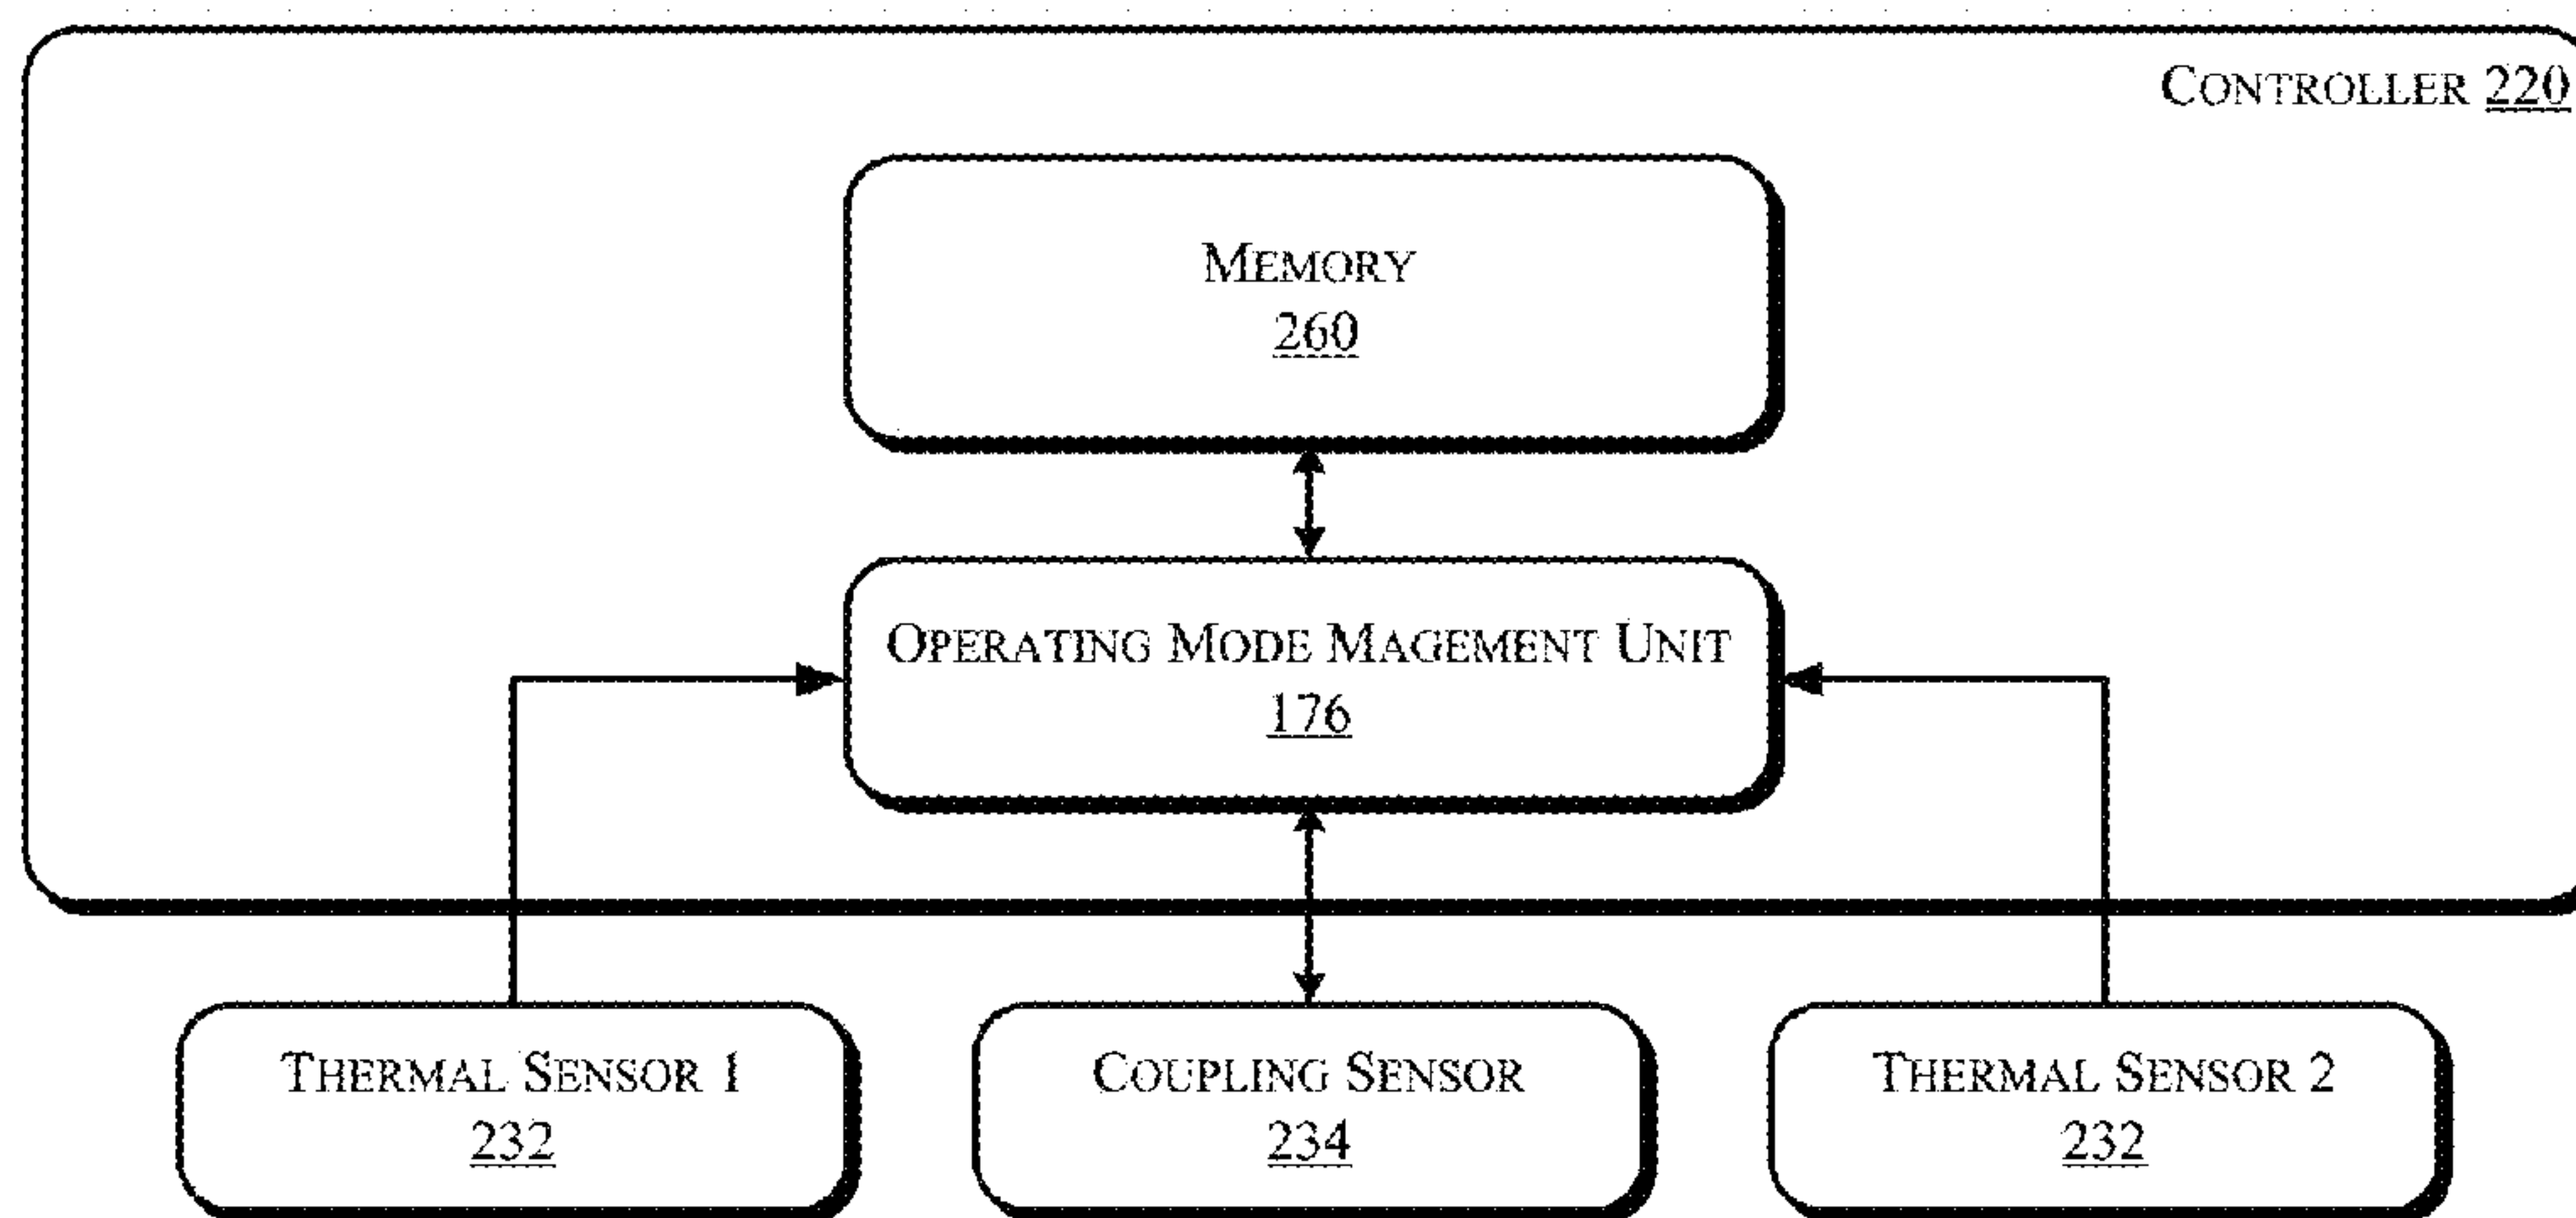 CONTROLLER 220
MEMORY
260
OPERATING MODE MAGEMENT UNIT
176
THERMAL SENSOR 1
232
COUPLING SENSOR
234
THERMAL SENSOR 2
232